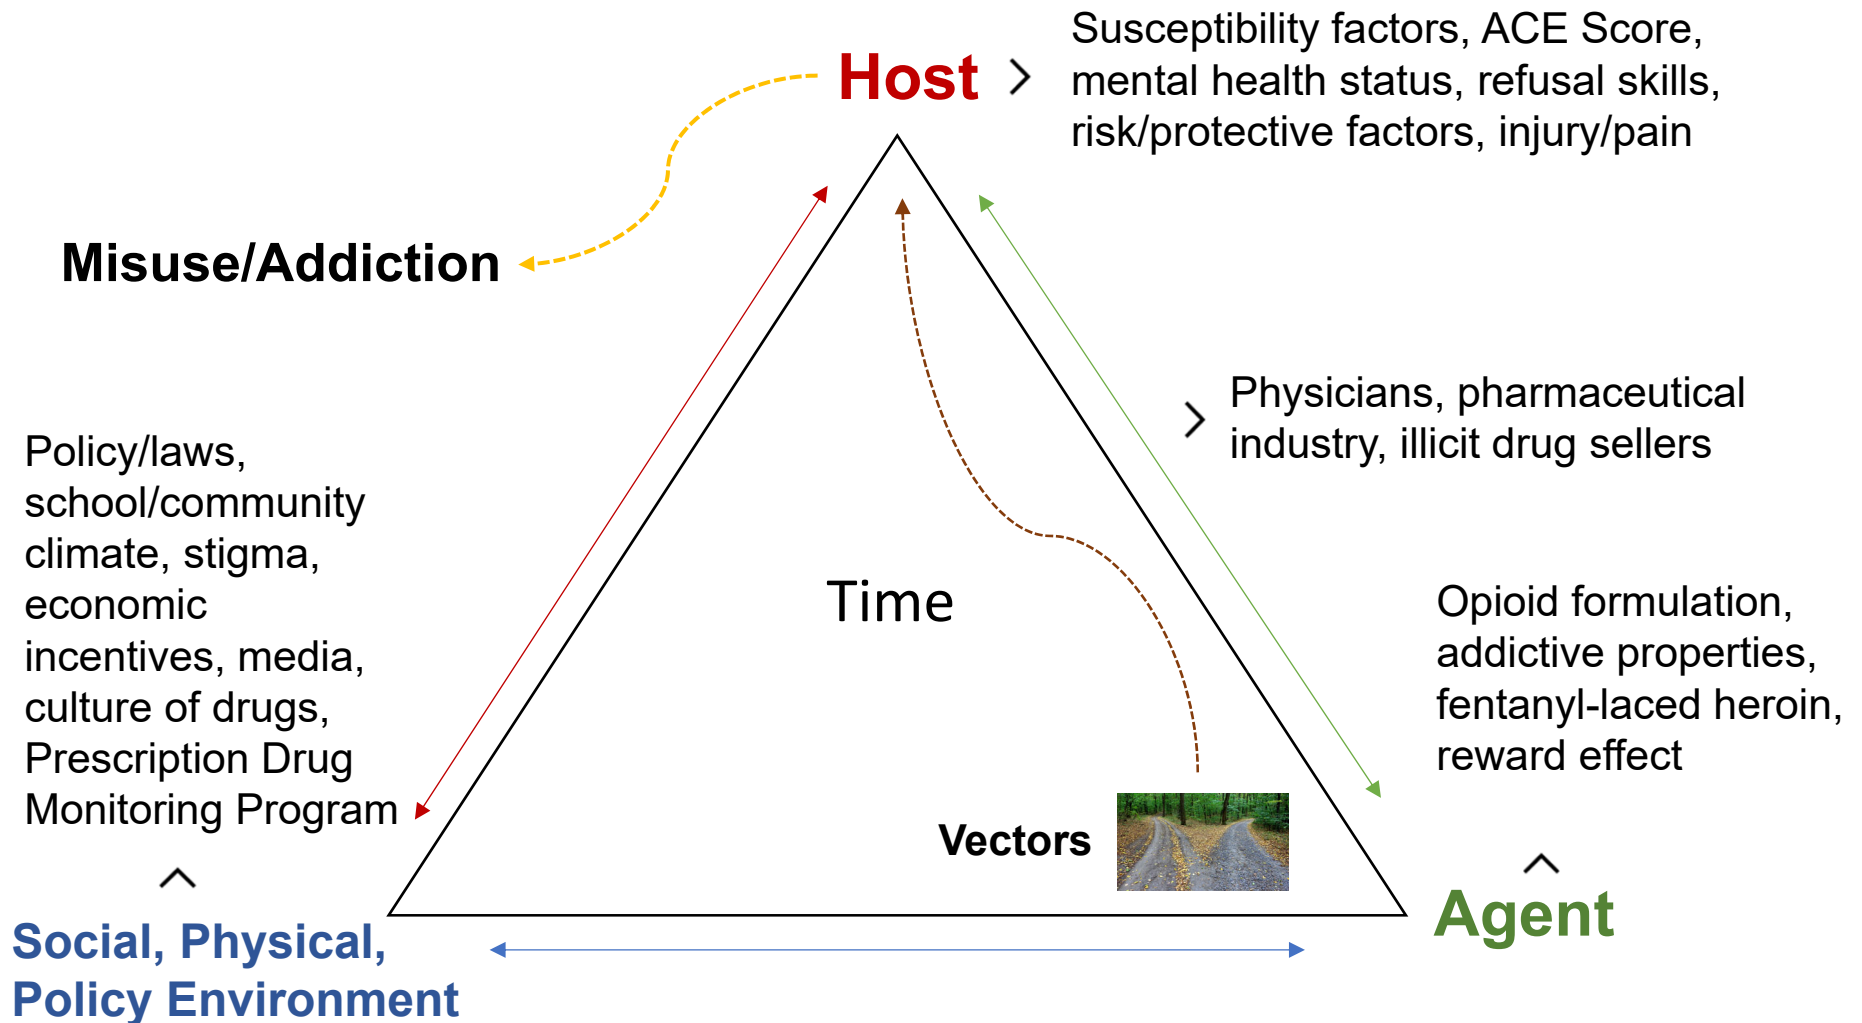 Host
Susceptibility factors, ACE Score,
mental health status, refusal skills,
risk/protective factors, injury/pain
Misuse/Addiction
Physicians, pharmaceutical
industry, illicit drug sellers
Policy/laws,
school/community
climate, stigma,
economic
incentives, media,
culture of drugs,
Prescription Drug
Monitoring Program
Time
Opioid formulation,
addictive properties,
fentanyl-laced heroin,
reward effect
Vectors
Agent
Social, Physical,
Policy Environment